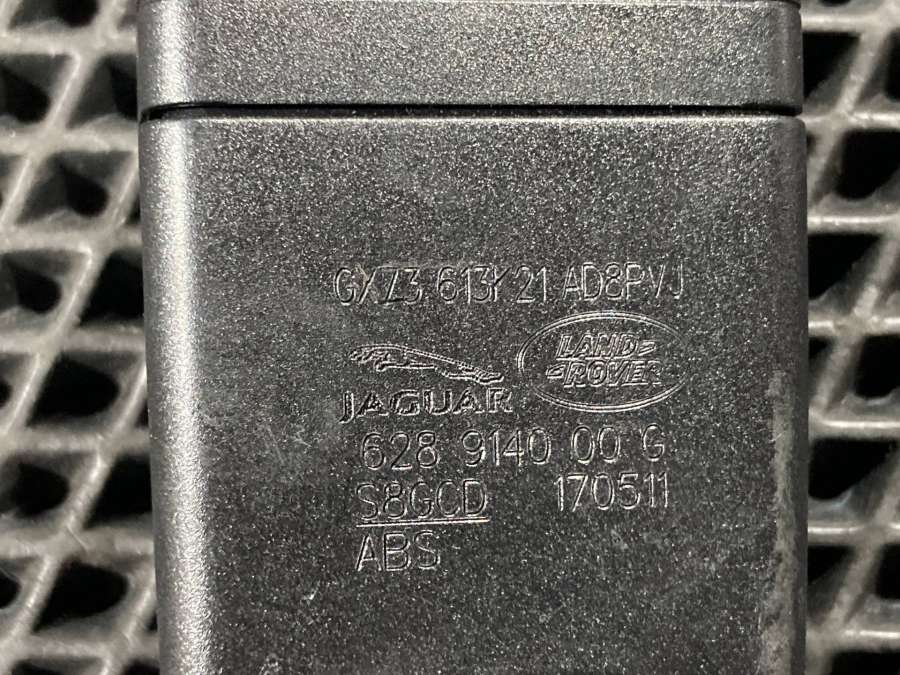 GXZ3 613K21 AD8PVJ
LAND-
-ROVER
JAGUAR
628 9140 00 G
S8GCD 170511
ABS